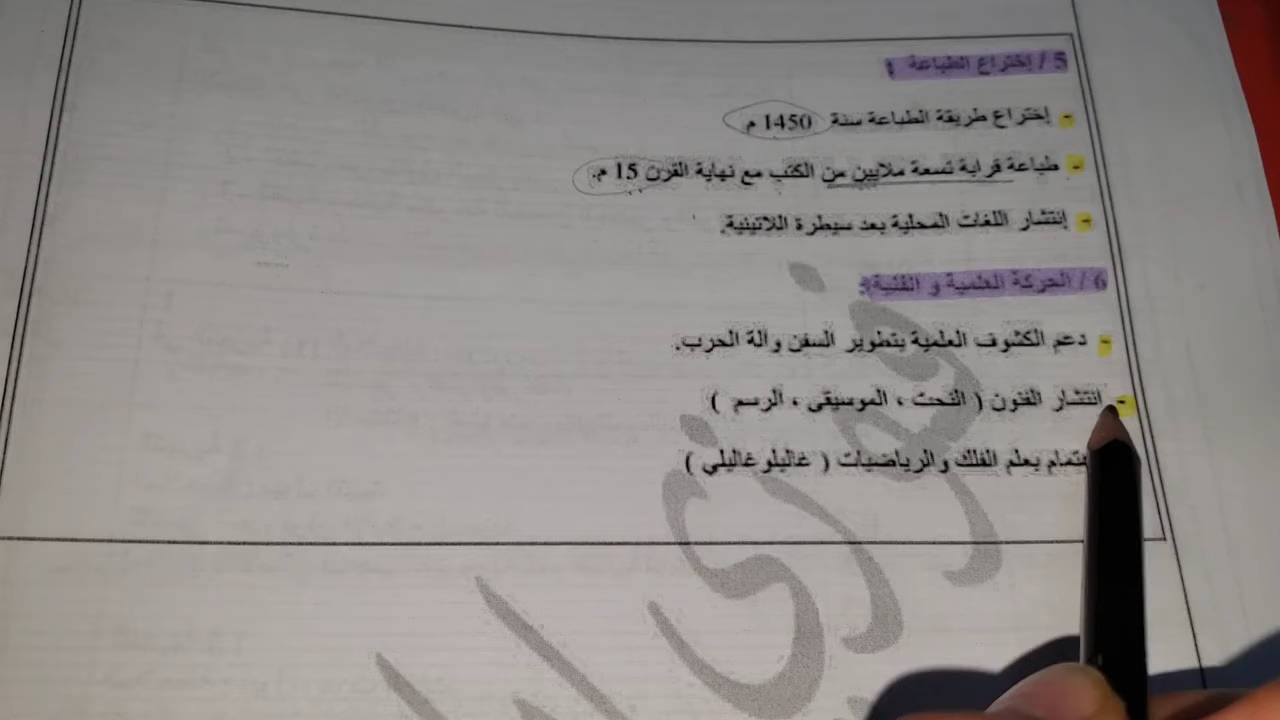 5 / إختراع الطباعة :
- إختراع طريقة الطباعة سنة 1450 م
- طباعة قرابة تسعة ملايين من الكتب مع نهاية القرن 15 م.
- إنتشار اللغات المحلية بعد سيطرة اللاتينية.
6 / الحركة العلمية و الفنية:
- دعم الكشوف العلمية بتطوير السفن وآلة الحرب.
- إنتشار الفنون ( النحت ، الموسيقى ، الرسم )
بعلم الفلك والرياضيات ( غاليلو غاليلي )
فوزي